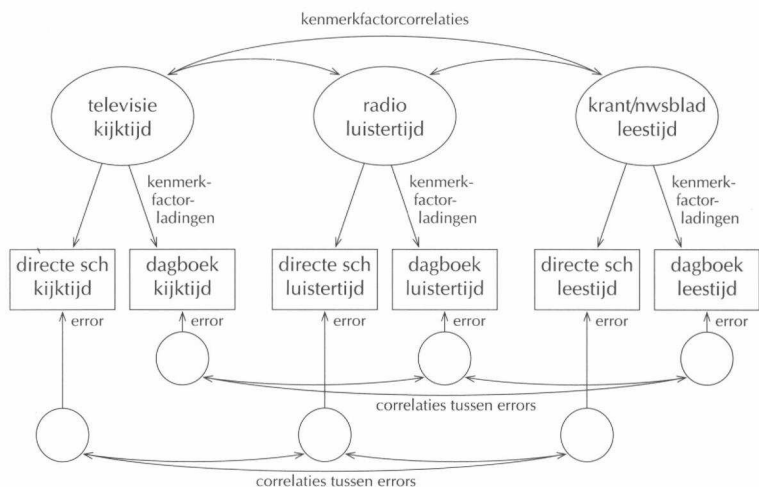 kenmerkfactorcorrelaties
televisie
kijktijd
radio
luistertijd
krant/nwsblad
leestijd
kenmerk-
factor-
ladingen
kenmerk-
factor-
ladingen
kenmerk-
factor-
ladingen
directe sch
kijktijd
dagboek
kijktijd
directe sch
luistertijd
dagboek
luistertijd
directe sch
leestijd
dagboek
leestijd
error
error
error
error
error
error
correlaties tussen errors
correlaties tussen errors